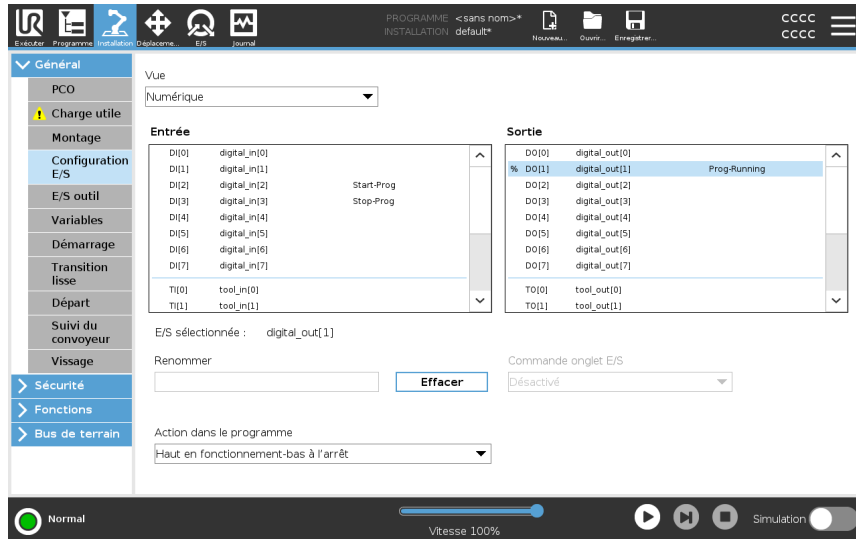 PROGRAMME <sans nom>*
INSTALLATION default*
CCCC
CCCC
Exécuter Programme Installation Déplaceme... E/S Journal Nouveau... Ouvrir... Enregistrer...
Général
PCO
Charge utile
Montage
Configuration
E/S
E/S outil
Variables
Démarrage
Transition
lisse
Départ
Suivi du
convoyeur
Vissage
Sécurité
Fonctions
Bus de terrain
Vue
Numérique
Entrée
DI[0] digital_in[0]
DI[1] digital_in[1]
DI[2] digital_in[2] Start-Prog
DI[3] digital_in[3] Stop-Prog
DI[4] digital_in[4]
DI[5] digital_in[5]
DI[6] digital_in[6]
DI[7] digital_in[7]
TI[0] tool_in[0]
TI[1] tool_in[1]
Sortie
DO[0] digital_out[0]
% DO[1] digital_out[1] Prog-Running
DO[2] digital_out[2]
DO[3] digital_out[3]
DO[4] digital_out[4]
DO[5] digital_out[5]
DO[6] digital_out[6]
DO[7] digital_out[7]
TO[0] tool_out[0]
TO[1] tool_out[1]
E/S sélectionnée : digital_out[1]
Renommer
Effacer
Commande onglet E/S
Désactivé
Action dans le programme
Haut en fonctionnement-bas à l'arrêt
Normal
Vitesse 100%
Simulation